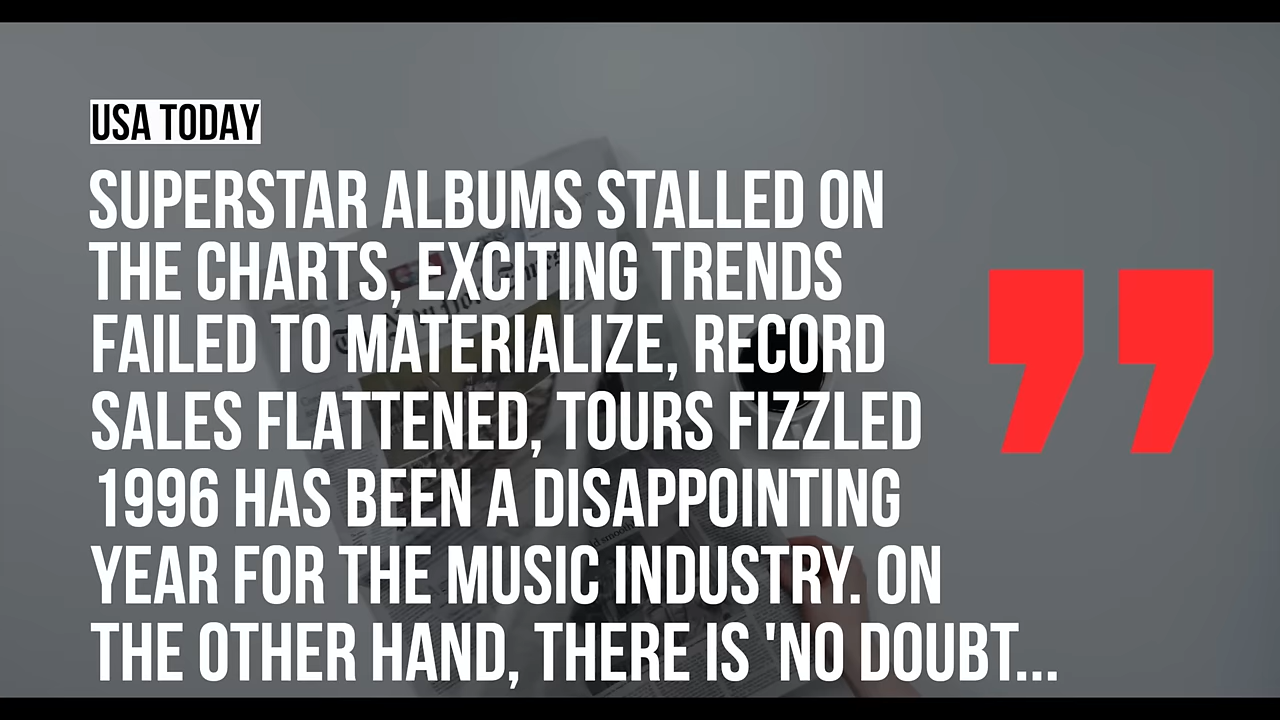 USA TODAY
SUPERSTAR ALBUMS STALLED ON
THE CHARTS, EXCITING TRENDS
FAILED TO MATERIALIZE, RECORD
SALES FLATTENED, TOURS FIZZLED
1996 HAS BEEN A DISAPPOINTING
YEAR FOR THE MUSIC INDUSTRY. ON
THE OTHER HAND, THERE IS 'NO DOUBT...
”